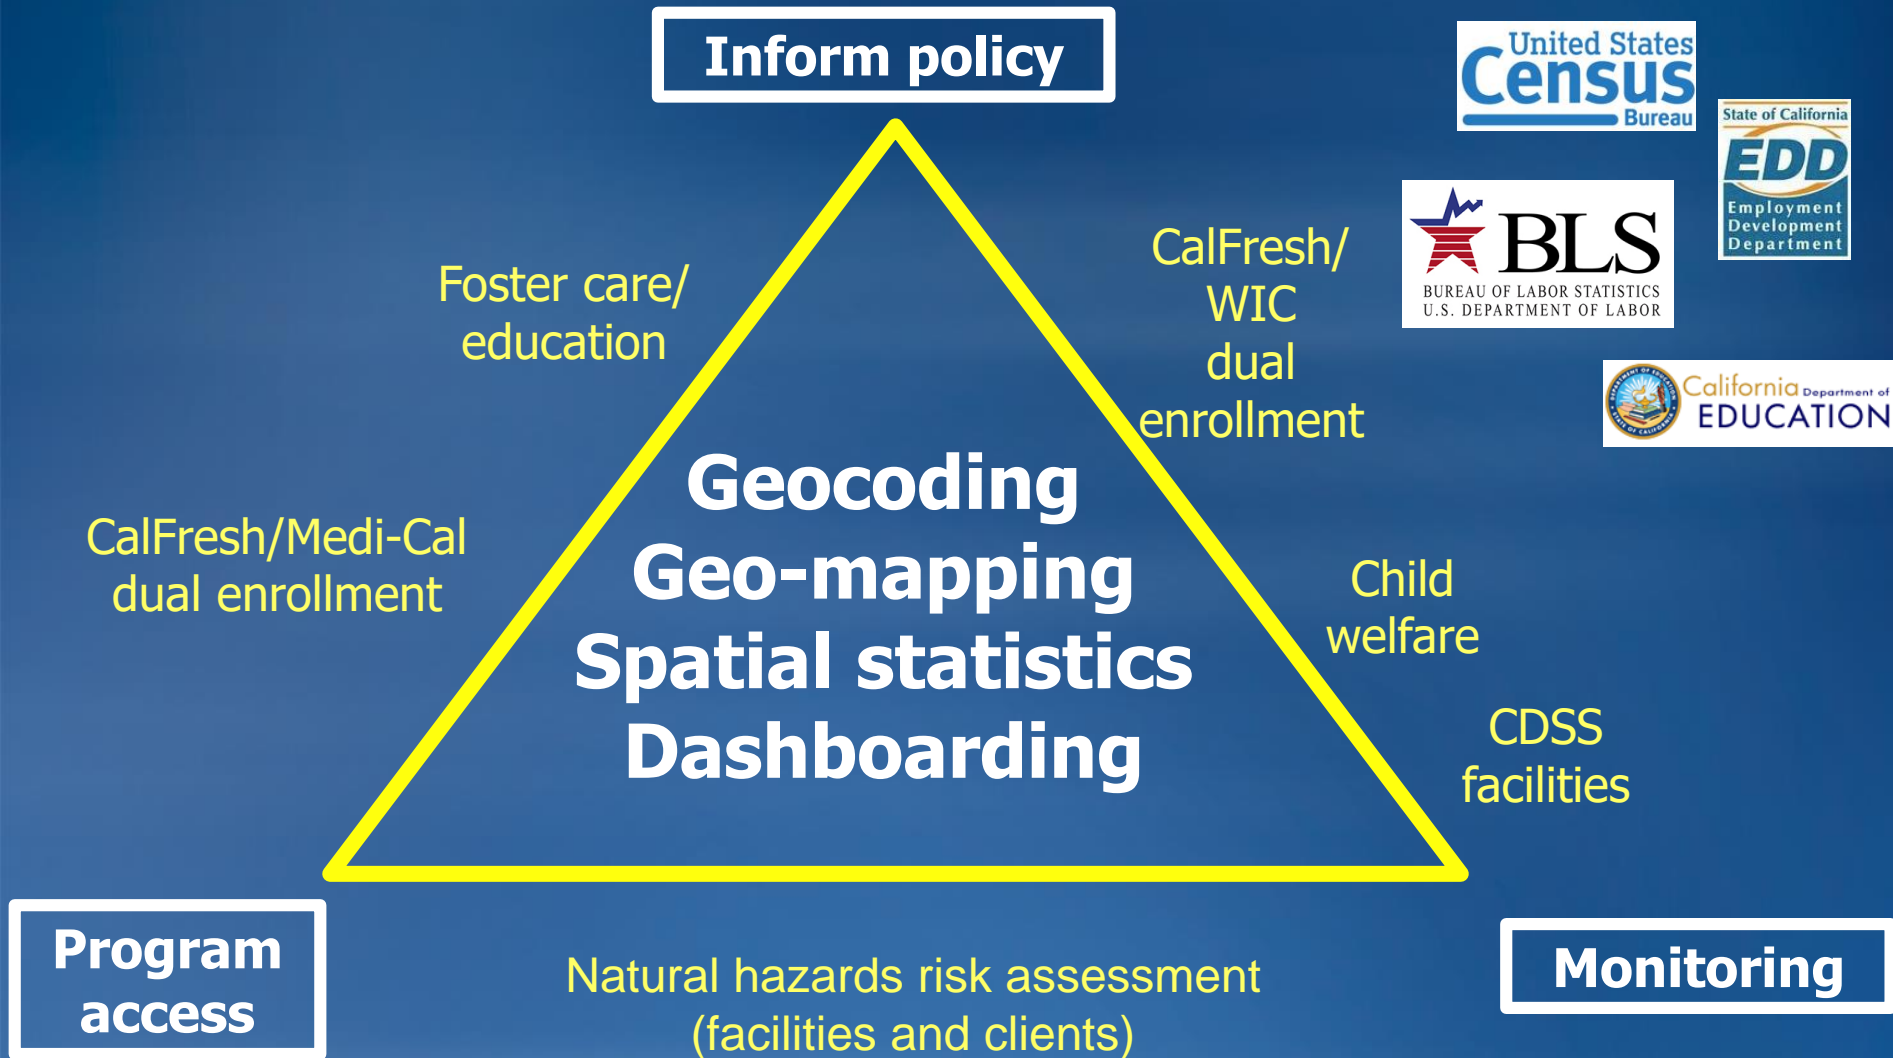 Inform policy
United States
Census
Bureau
State of California
EDD
Employment
Development
Department
BLS
BUREAU OF LABOR STATISTICS
U.S. DEPARTMENT OF LABOR
California Department of
EDUCATION
Foster care/
education
CalFresh/
WIC
dual
enrollment
CalFresh/Medi-Cal
dual enrollment
Geocoding
Geo-mapping
Spatial statistics
Dashboarding
Child
welfare
CDSS
facilities
Program
access
Natural hazards risk assessment
(facilities and clients)
Monitoring